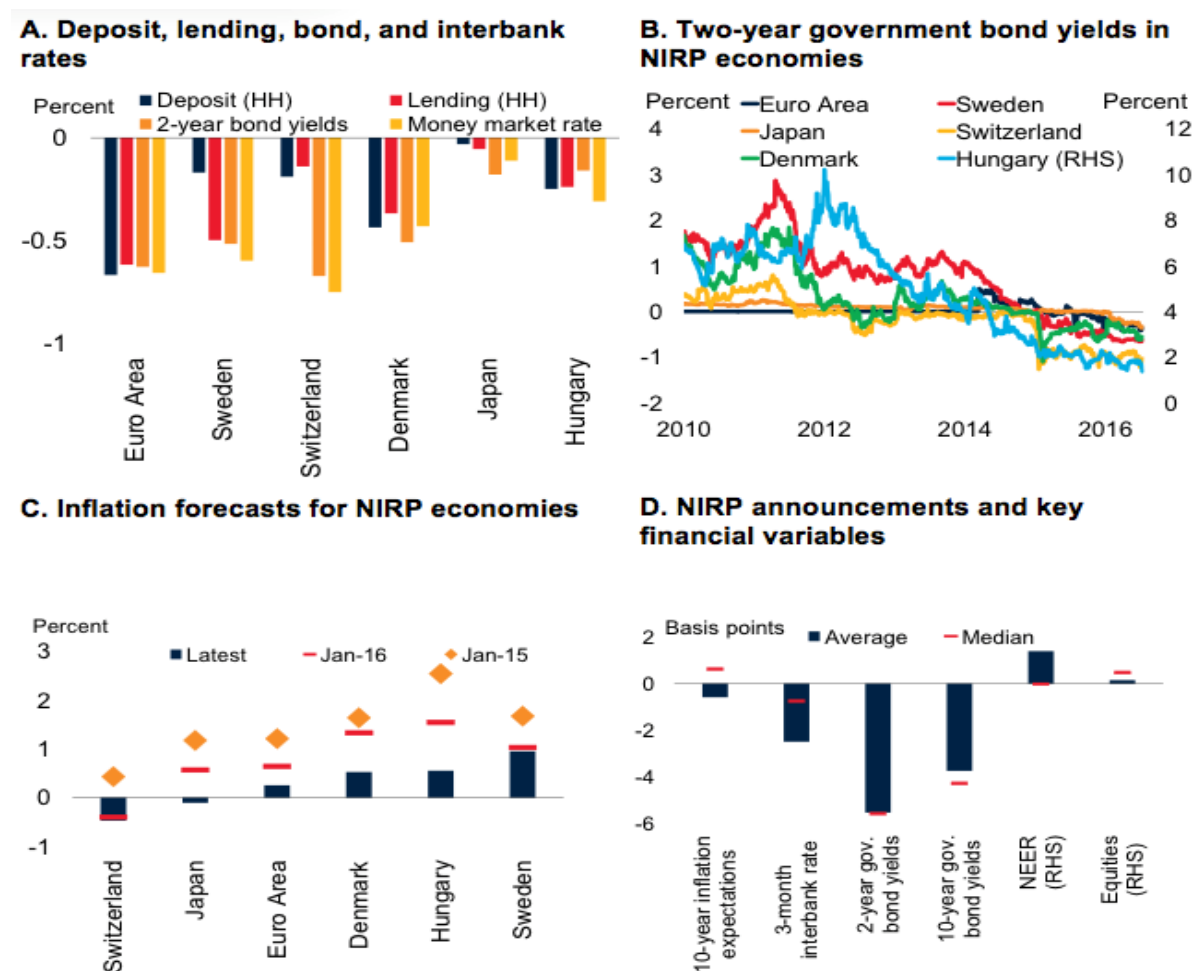 A. Deposit, lending, bond, and interbank
rates
Percent
Deposit (HH)
Lending (HH)
2-year bond yields
Money market rate
0
-0.5
-1
Euro Area
Sweden
Switzerland
Denmark
Japan
Hungary
B. Two-year government bond yields in
NIRP economies
Percent
Euro Area
Sweden
Percent
Japan
Switzerland
Denmark
Hungary (RHS)
4
3
2
1
0
-1
-2
12
10
8
6
4
2
0
2010
2012
2014
2016
C. Inflation forecasts for NIRP economies
Percent
Latest
Jan-16
Jan-15
3
2
1
0
-1
Switzerland
Japan
Euro Area
Denmark
Hungary
Sweden
D. NIRP announcements and key
financial variables
Basis points
Average
Median
2
0
-2
-4
-6
10-year inflation
expectations
3-month
interbank rate
2-year gov.
bond yields
10-year gov.
bond yields
NEER
(RHS)
Equities
(RHS)